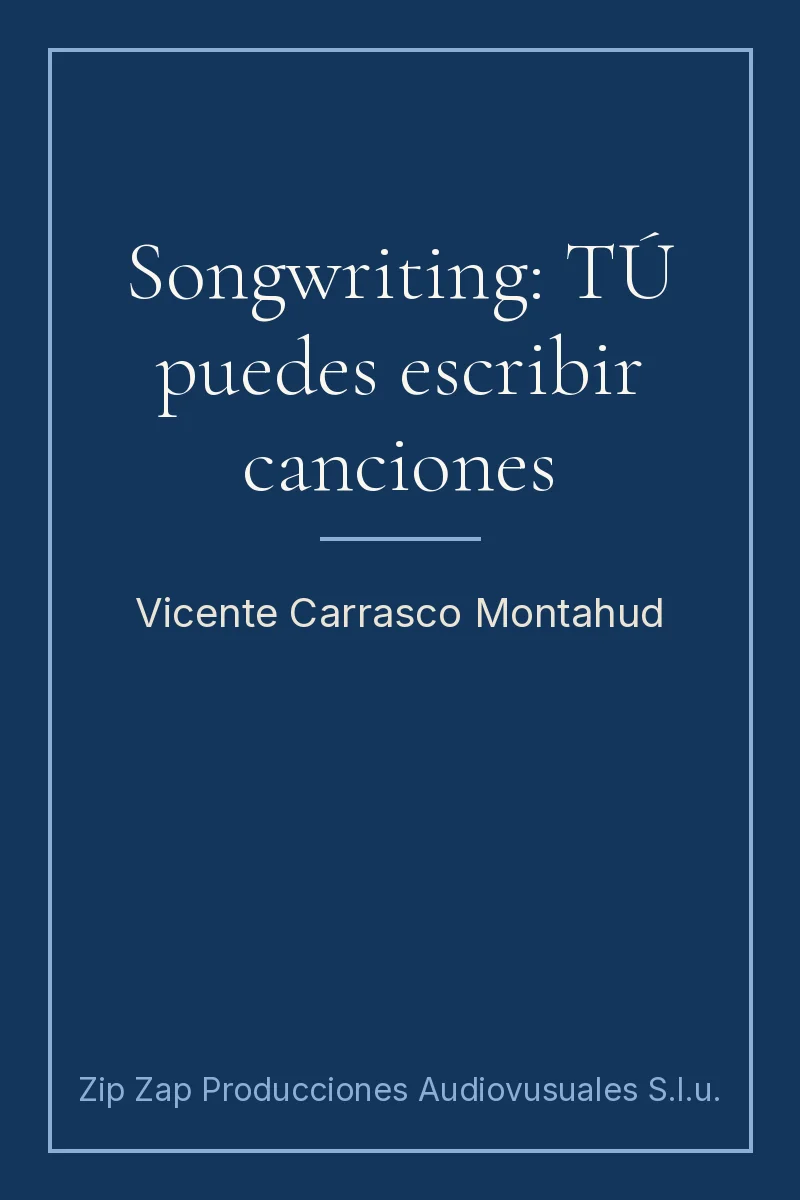 Songwriting: TÚ
puedes escribir
canciones
Vicente Carrasco Montahud
Zip Zap Producciones Audiovusuales S.l.u.